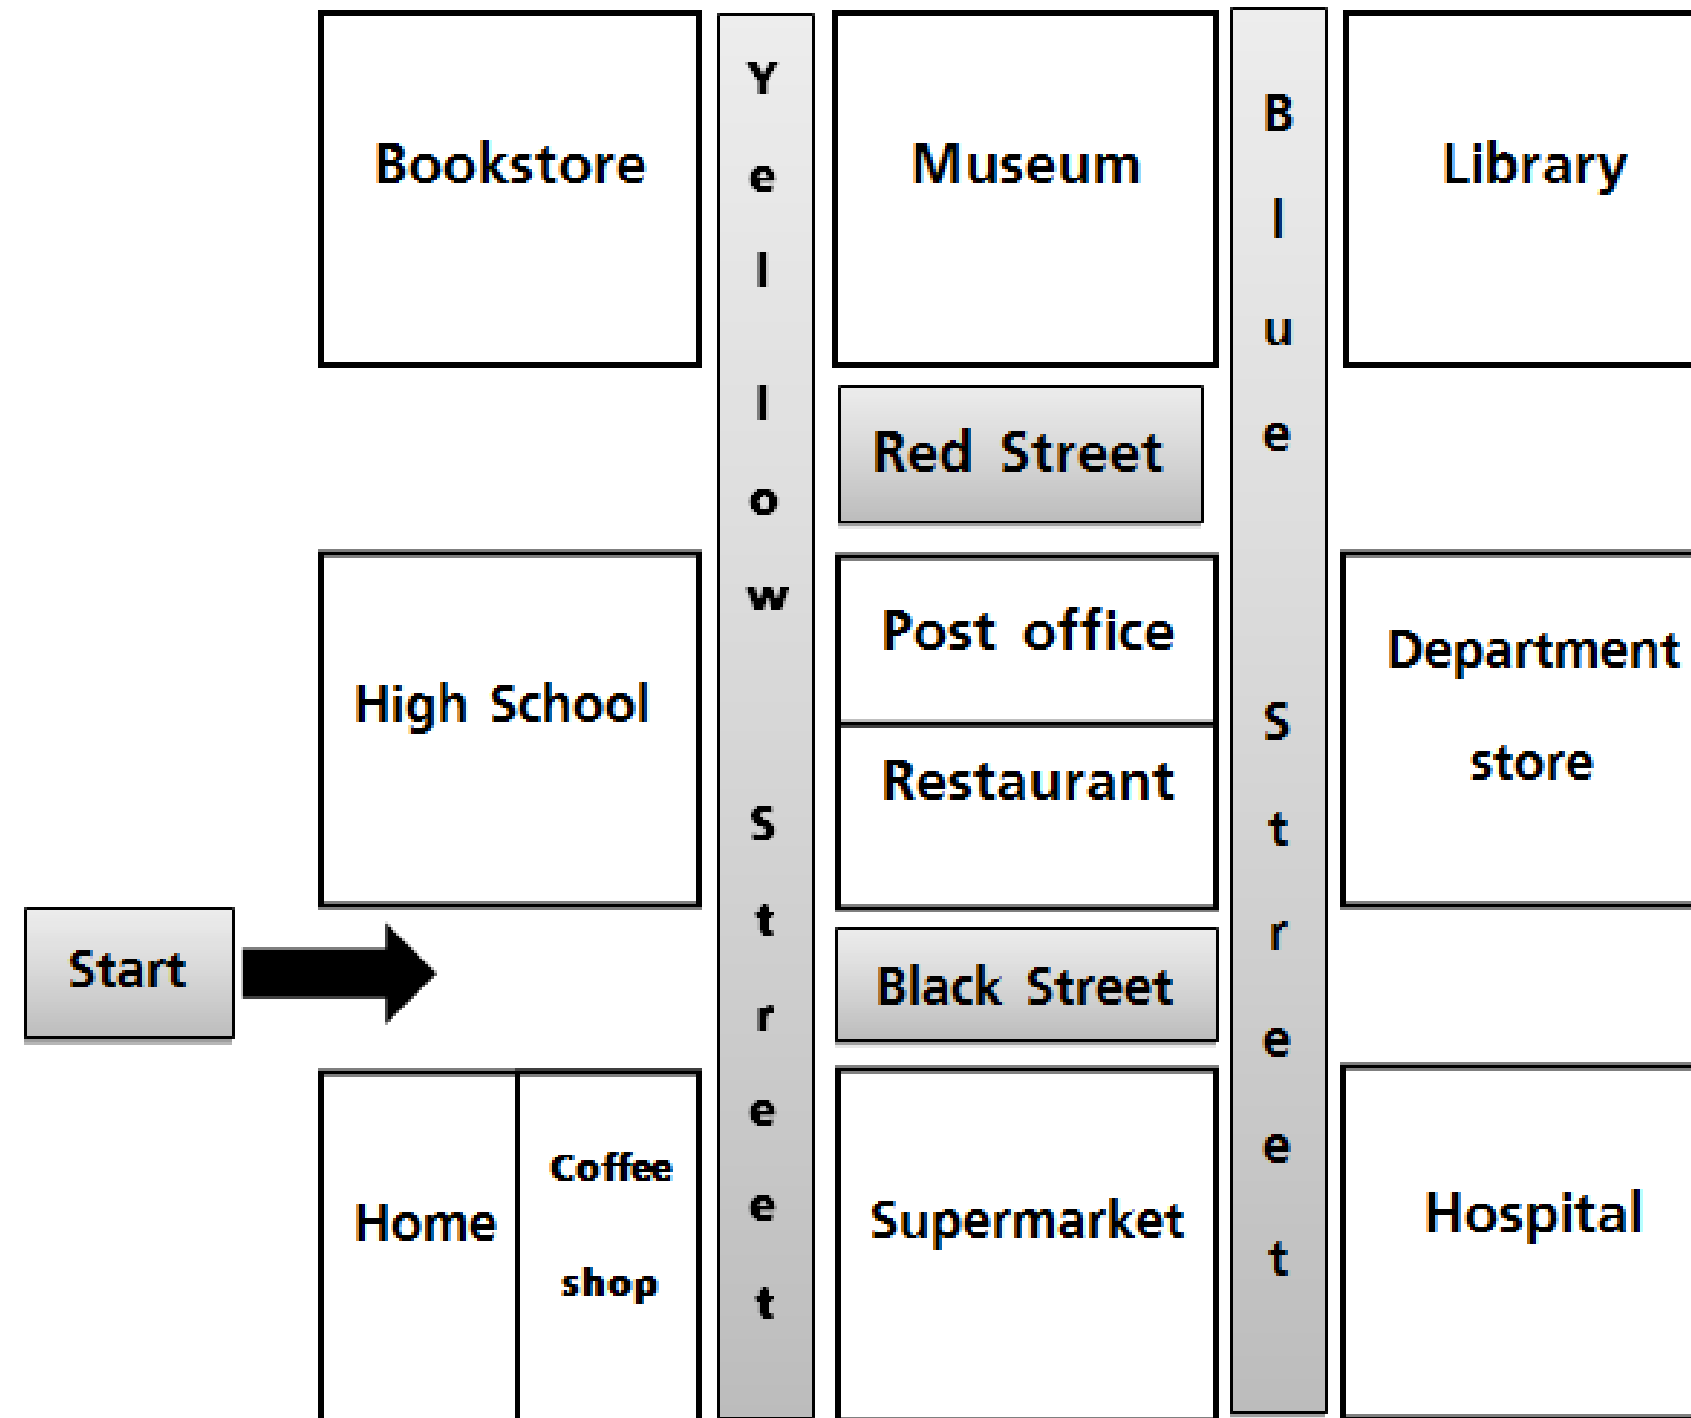 Bookstore
Yellow Street
Museum
Blue Street
Library
Red Street
High School
Post office
Restaurant
Department
store
Start
Black Street
Home
Coffee
shop
Supermarket
Hospital